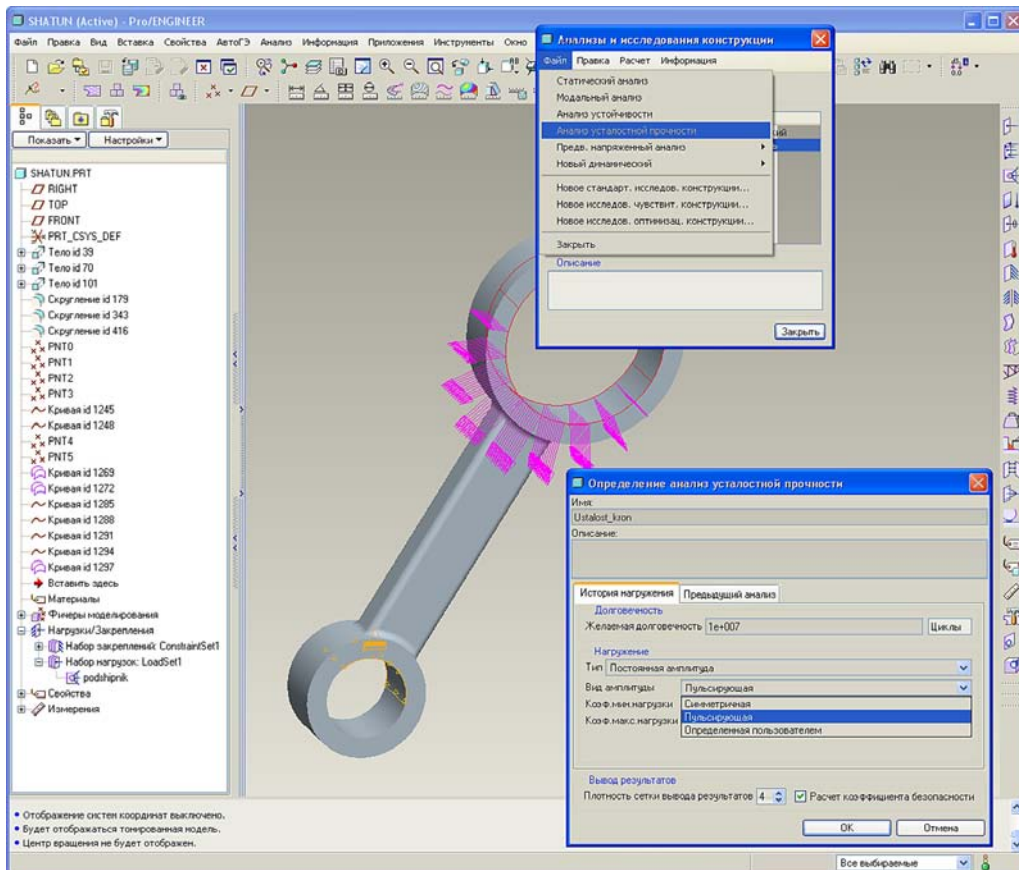 SHATUN (Active) - Pro/ENGINEER
Файл Правка Вид Вставка Свойства АвтоГЭ Анализ Информация Приложения Инструменты Окно
Анализы и исследования конструкции
Файл Правка Расчет Информация
Статический анализ
Модальный анализ
Анализ устойчивости
Анализ усталостной прочности
Предв. напряженный анализ
Новый динамический
Новое стандарт. исследов. конструкции...
Новое исследов. чувствит. конструкции...
Новое исследов. оптимизац. конструкции...
Закрыть
Описание
Закрыть
Показать
Настройки
SHATUN.PRT
RIGHT
TOP
FRONT
PRT_CSYS_DEF
Тело id 39
Тело id 70
Тело id 101
Скругление id 179
Скругление id 343
Скругление id 416
PNT0
PNT1
PNT2
PNT3
Кривая id 1245
Кривая id 1248
PNT4
PNT5
Кривая id 1269
Кривая id 1272
Кривая id 1285
Кривая id 1288
Кривая id 1291
Кривая id 1294
Кривая id 1297
Вставить здесь
Материалы
Фичеры моделирования
Нагрузки/Закрепления
Набор закреплений: ConstraintSet1
Набор нагрузок: LoadSet1
podshipnik
Свойства
Измерения
Определение анализ усталостной прочности
Имя:
Ustalost_kron
Описание:
История нагружения Предыдущий анализ
Долговечность
Желаемая долговечность 1e+007 Циклы
Нагружение
Тип Постоянная амплитуда
Вид амплитуды Пульсирующая
Коэф.мин.нагрузки Симметричная
Пульсирующая
Коэф.макс.нагрузки Определенная пользователем
Вывод результатов
Плотность сетки вывода результатов 4 Расчет коэффициента безопасности
OK Отмена
• Отображение систем координат выключено.
• Будет отображаться тонированная модель.
• Центр вращения не будет отображен.
Все выбираемые